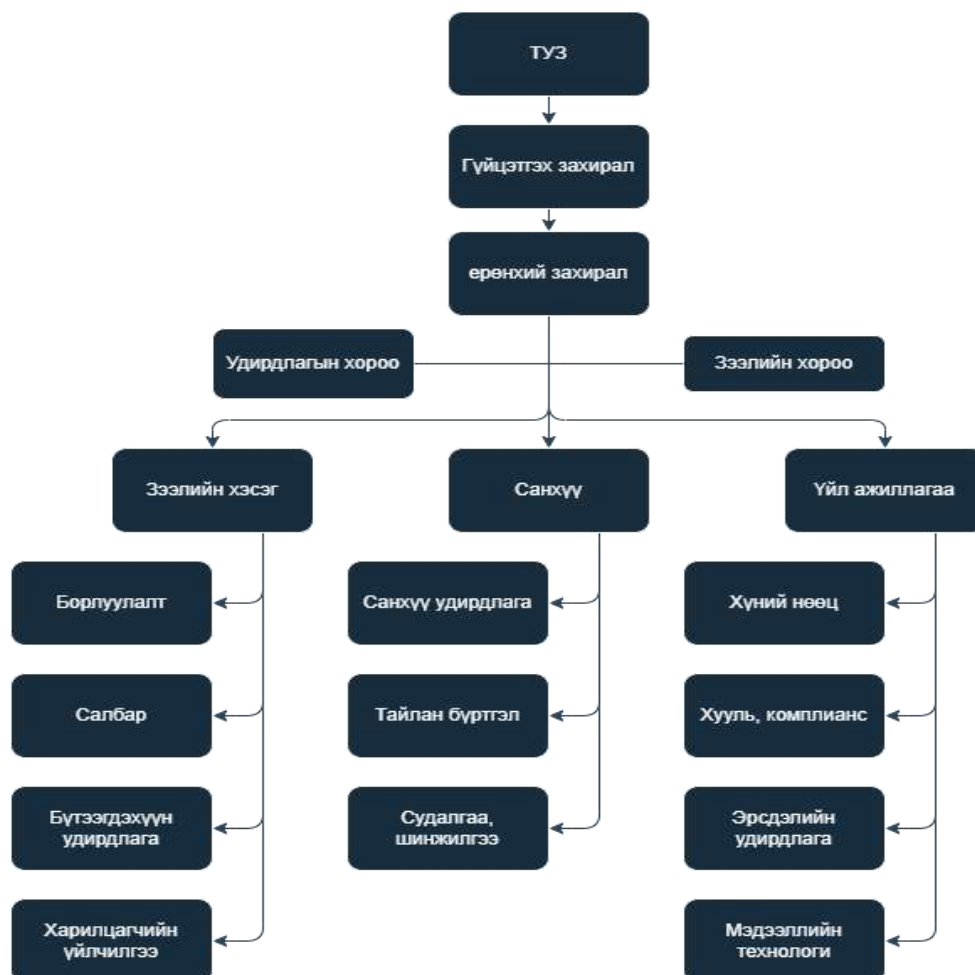 ТУЗ
Гүйцэтгэх захирал
ерөнхий захирал
Удирдлагын хороо
Зээлийн хороо
Зээлийн хэсэг
Санхүү
Үйл ажиллагаа
Борлуулалт
Санхүү удирдлага
Хүний нөөц
Салбар
Тайлан бүртгэл
Хууль, комплианс
Бүтээгдэхүүн
удирдлага
Судалгаа,
шинжилгээ
Эрсдэлийн
удирдлага
Харилцагчийн
үйлчилгээ
Мэдээллийн
технологи